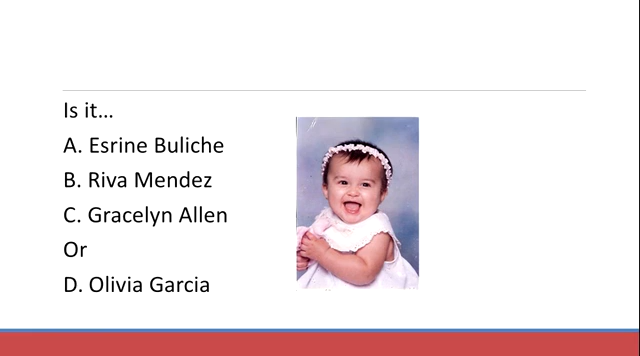 Is it…
A. Esrine Buliche
B. Riva Mendez
C. Gracelyn Allen
Or
D. Olivia Garcia